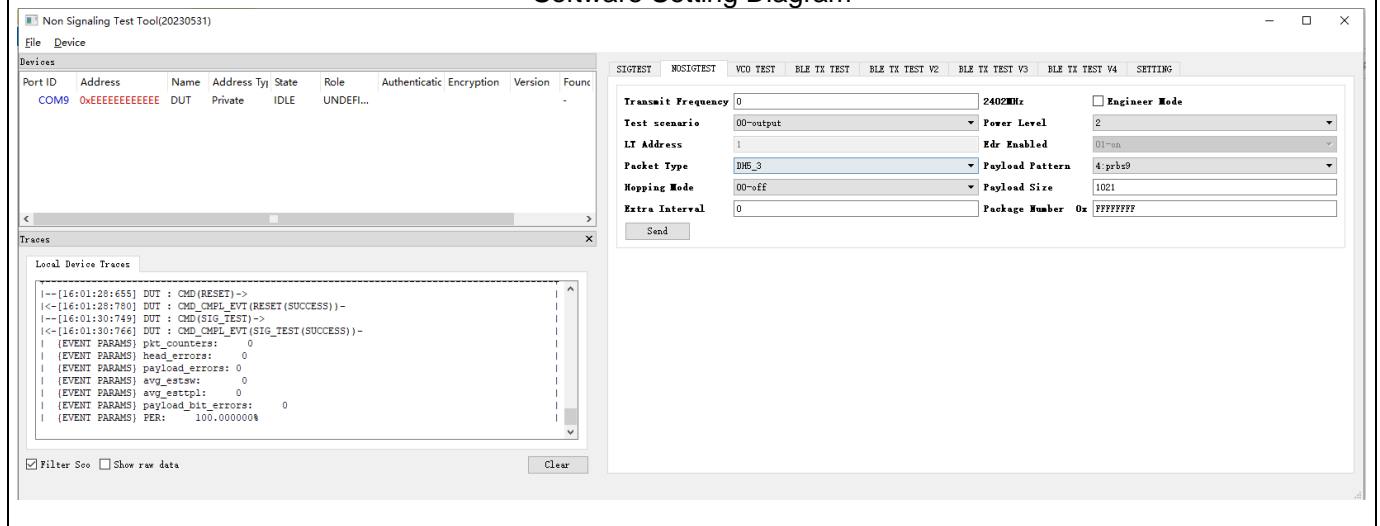 Software Setting Diagram
Non Signaling Test Tool(20230531)
File Device
Devices
Port ID Address Name Address Tyj State Role Authenticatic Encryption Version Found
COM9 0xEEEEEEEEEEEE DUT Private IDLE UNDEFI... -
Traces
Local Device Traces
|--[16:01:28:655] DUT : CMD(RESET)->
|<-[16:01:28:780] DUT : CMD_CMPL_EVT(RESET(SUCCESS))-
|--[16:01:30:749] DUT : CMD(SIG_TEST)->
|<-[16:01:30:766] DUT : CMD_CMPL_EVT(SIG_TEST(SUCCESS))-
| {EVENT PARAMS} pkt_counters: 0
| {EVENT PARAMS} head_errors: 0
| {EVENT PARAMS} payload_errors: 0
| {EVENT PARAMS} avg_estsw: 0
| {EVENT PARAMS} avg_esttpl: 0
| {EVENT PARAMS} payload_bit_errors: 0
| {EVENT PARAMS} PER: 100.000000%
Filter Sco Show raw data Clear
SIGTEST NOSIGTEST VCO TEST BLE TX TEST BLE TX TEST V2 BLE TX TEST V3 BLE TX TEST V4 SETTING
Transmit Frequency 0 2402MHz Engineer Mode
Test scenario 00-output Power Level 2
LT Address 1 Edr Enabled 01-on
Packet Type DH5_3 Payload Pattern 4:prbs9
Hopping Mode 00-off Payload Size 1021
Extra Interval 0 Package Number 0x FFFFFFFF
Send